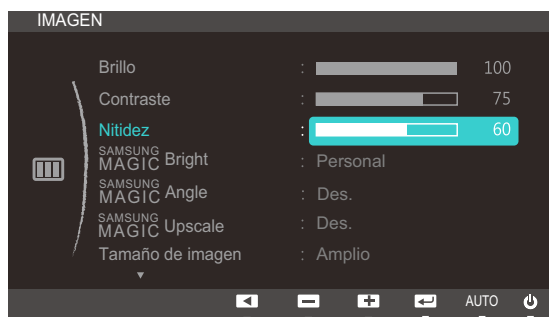 IMAGEN
Brillo : 100
Contraste : 75
Nitidez : 60
SAMSUNG MAGIC Bright : Personal
SAMSUNG MAGIC Angle : Des.
SAMSUNG MAGIC Upscale : Des.
Tamaño de imagen : Amplio
AUTO